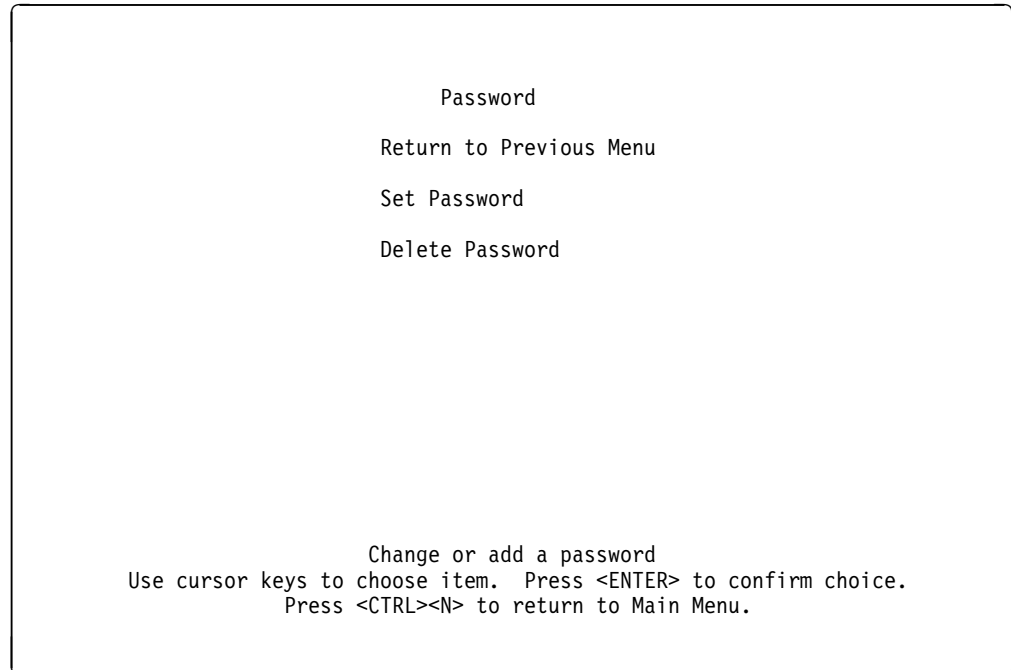 Password
Return to Previous Menu
Set Password
Delete Password
Change or add a password
Use cursor keys to choose item.  Press <ENTER> to confirm choice.
Press <CTRL><N> to return to Main Menu.